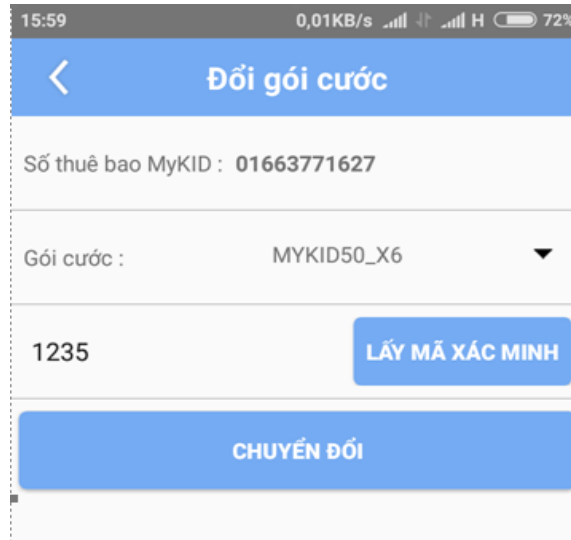 15:59 0,01KB/s H 72%
Đổi gói cước
Số thuê bao MyKID : 01663771627
Gói cước : MYKID50_X6
1235 LẤY MÃ XÁC MINH
CHUYỂN ĐỔI